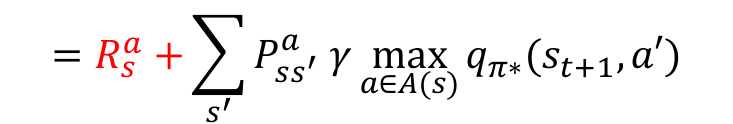 = R_s^a + ∑_{s′} P_{ss′}^a γ max_{a∈A(s)} q_{π∗}(s_{t+1}, a′)